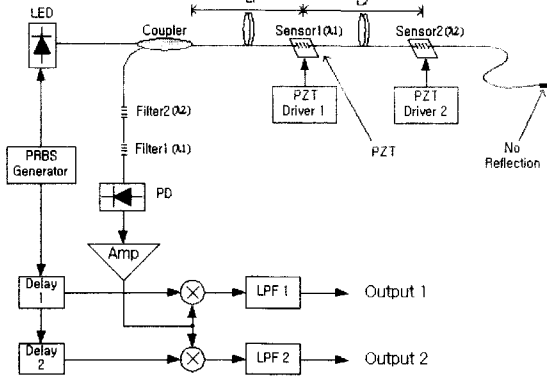 LED
Coupler
Sensor1(λ1)
Sensor2(λ2)
PZT
Driver 1
PZT
Driver 2
Filter2(λ2)
Filter1(λ1)
PZT
No
Reflection
PRBS
Generator
PD
Amp
Delay
1
LPF 1
Output 1
Delay
2
LPF 2
Output 2